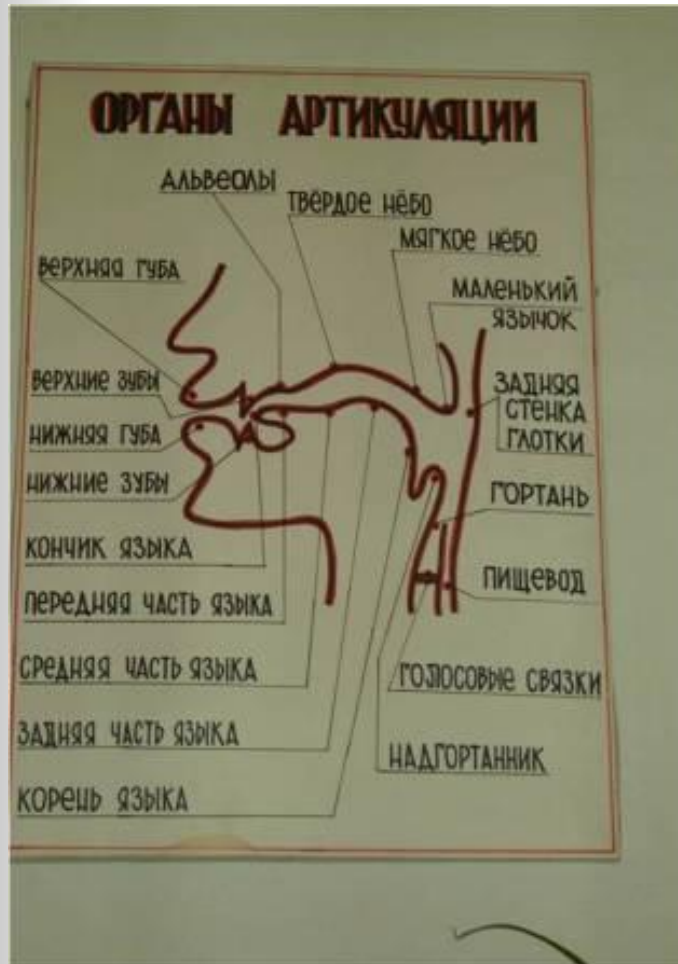 ОРГАНЫ АРТИКУЛЯЦИИ
АЛЬВЕОЛЫ
ТВЁРДОЕ НЁБО
МЯГКОЕ НЁБО
ВЕРХНЯЯ ГУБА
МАЛЕНЬКИЙ
ЯЗЫЧОК
ВЕРХНИЕ ЗУБЫ
ЗАДНЯЯ
СТЕНКА
ГЛОТКИ
НИЖНЯЯ ГУБА
НИЖНИЕ ЗУБЫ
ГОРТАНЬ
КОНЧИК ЯЗЫКА
ПИЩЕВОД
ПЕРЕДНЯЯ ЧАСТЬ ЯЗЫКА
СРЕДНЯЯ ЧАСТЬ ЯЗЫКА
ГОЛОСОВЫЕ СВЯЗКИ
ЗАДНЯЯ ЧАСТЬ ЯЗЫКА
НАДГОРТАННИК
КОРЕНЬ ЯЗЫКА